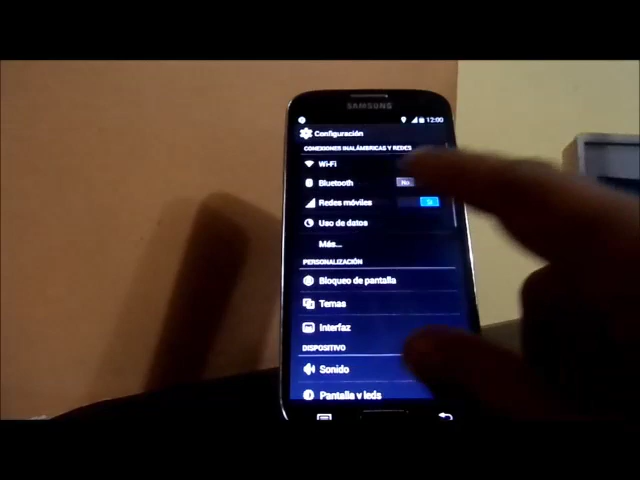 SAMSUNG
12:00
Configuración
CONEXIONES INALÁMBRICAS Y REDES
Wi-Fi
Bluetooth No
Redes móviles Sí
Uso de datos
Más...
PERSONALIZACIÓN
Bloqueo de pantalla
Temas
Interfaz
DISPOSITIVO
Sonido
Pantalla y leds